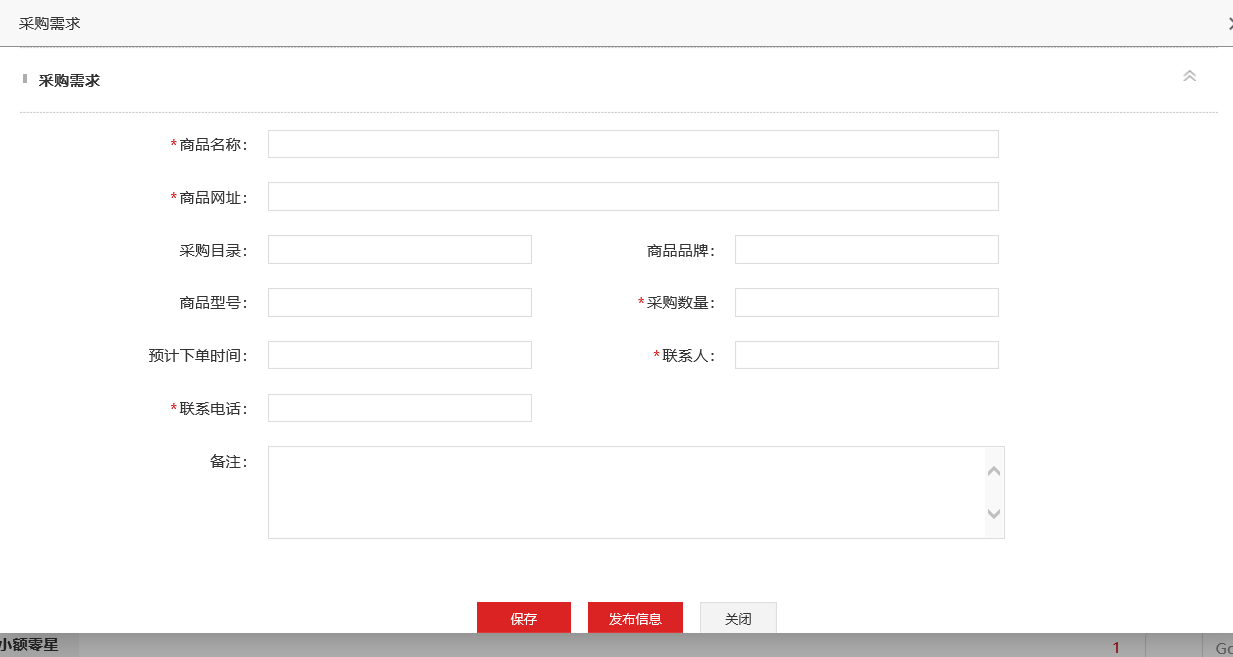 采购需求
采购需求
*商品名称:
*商品网址:
采购目录: 商品品牌:
商品型号: *采购数量:
预计下单时间: *联系人:
*联系电话:
备注:
保存 发布信息 关闭
小额零星 1 Go